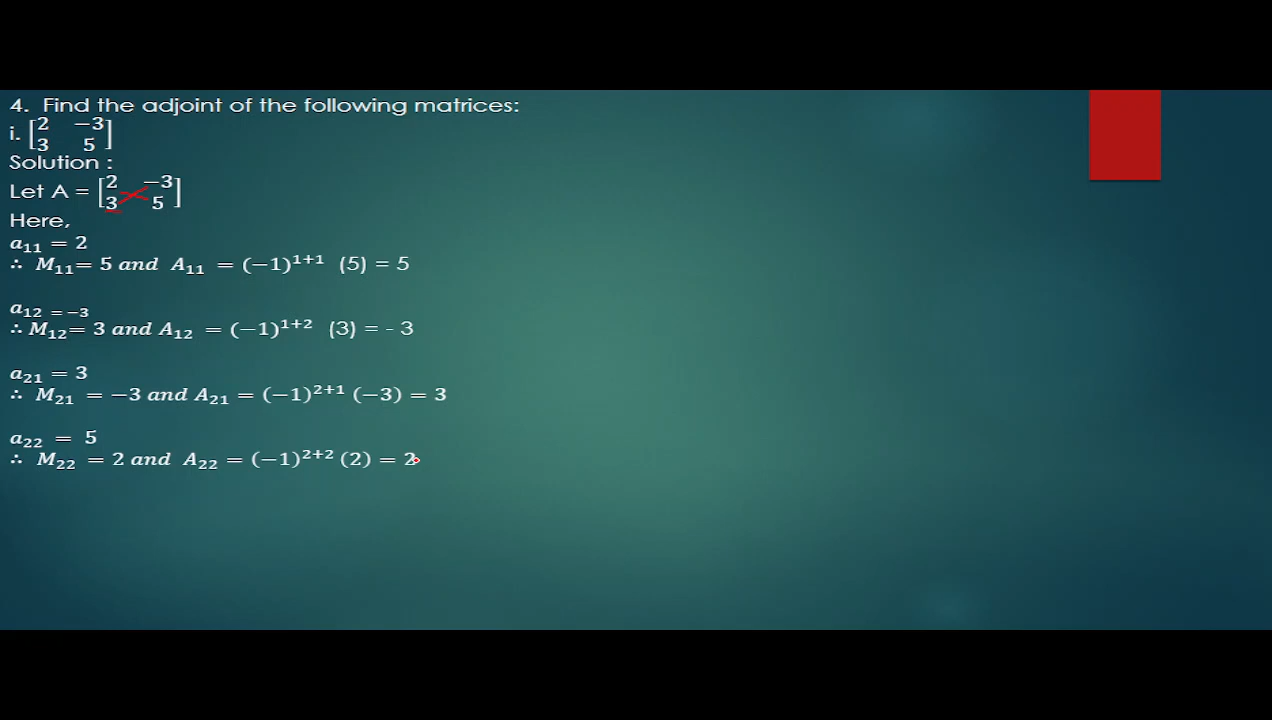 4. Find the adjoint of the following matrices:
i. [2 −3
3 5]
Solution :
Let A = [2 −3
3 5]
Here,
a₁₁ = 2
∴ M₁₁= 5 and A₁₁ = (−1)¹⁺¹ (5) = 5
a₁₂ ₌ ₋₃
∴ M₁₂= 3 and A₁₂ = (−1)¹⁺² (3) = - 3
a₂₁ = 3
∴ M₂₁ = −3 and A₂₁ = (−1)²⁺¹ (−3) = 3
a₂₂ = 5
∴ M₂₂ = 2 and A₂₂ = (−1)²⁺² (2) = 2